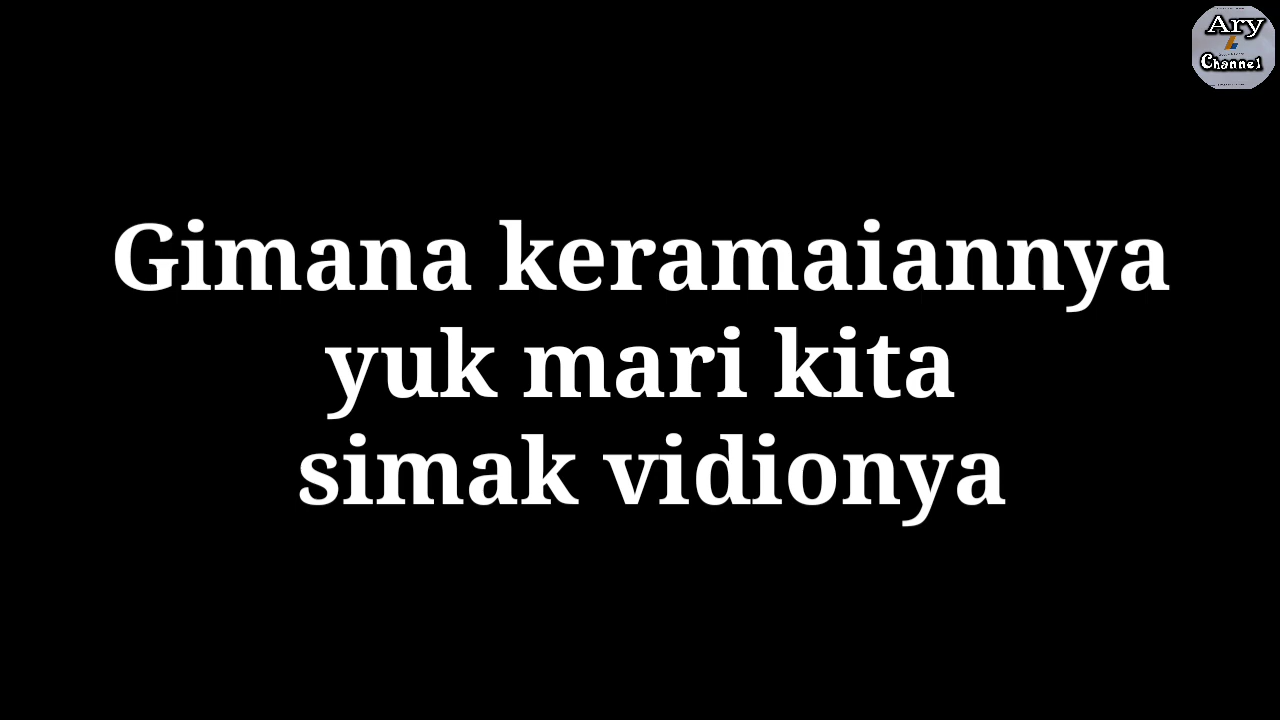 Ary
Channel
Gimana keramaiannya
yuk mari kita
simak vidionya